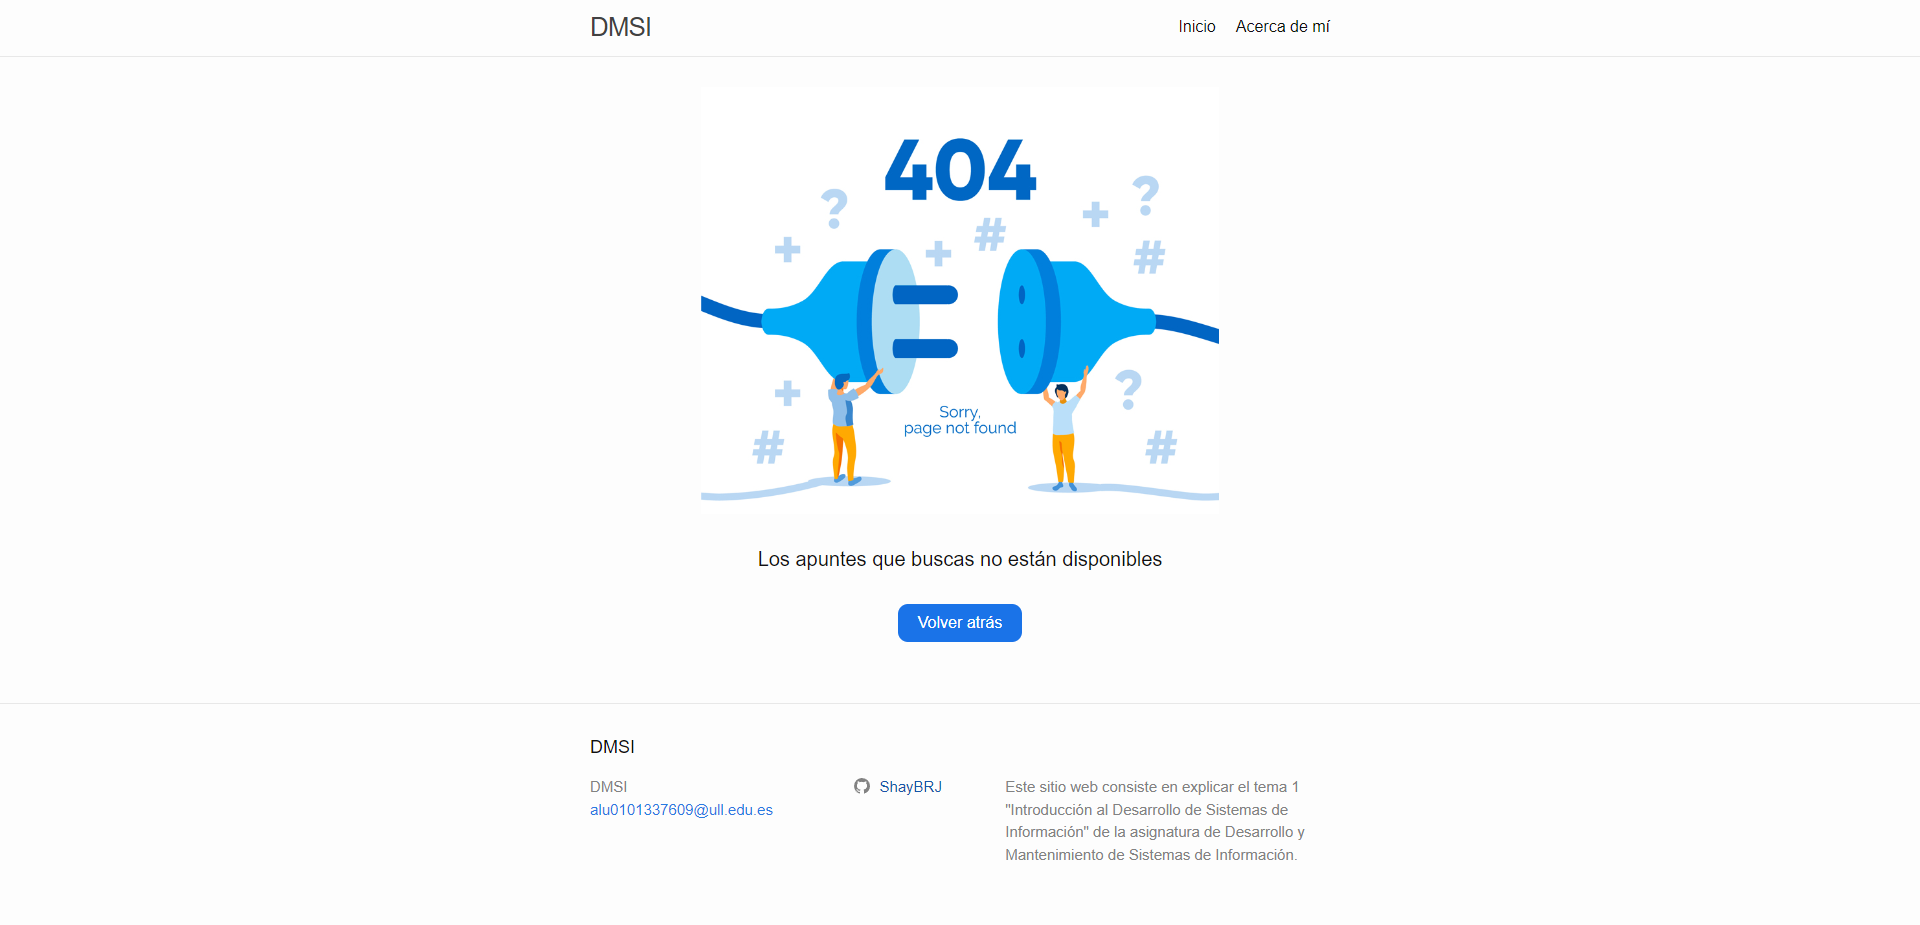 DMSI
Inicio
Acerca de mí
404
Sorry,
page not found
Los apuntes que buscas no están disponibles
Volver atrás
DMSI
DMSI
alu0101337609@ull.edu.es
ShayBRJ
Este sitio web consiste en explicar el tema 1
"Introducción al Desarrollo de Sistemas de
Información" de la asignatura de Desarrollo y
Mantenimiento de Sistemas de Información.